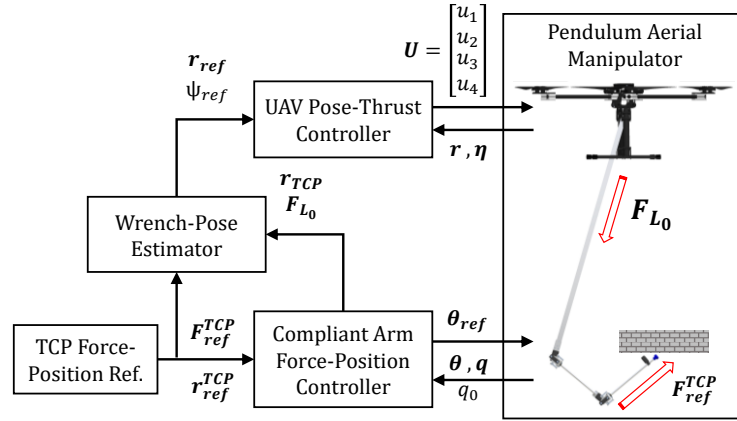 U = [u₁ u₂ u₃ u₄]
Pendulum Aerial
Manipulator
r_ref
ψ_ref
UAV Pose-Thrust
Controller
r , η
r_TCP
F_L₀
Wrench-Pose
Estimator
F_L₀
TCP Force-
Position Ref.
F_ref^TCP
r_ref^TCP
Compliant Arm
Force-Position
Controller
θ_ref
θ , q
q₀
F_ref^TCP